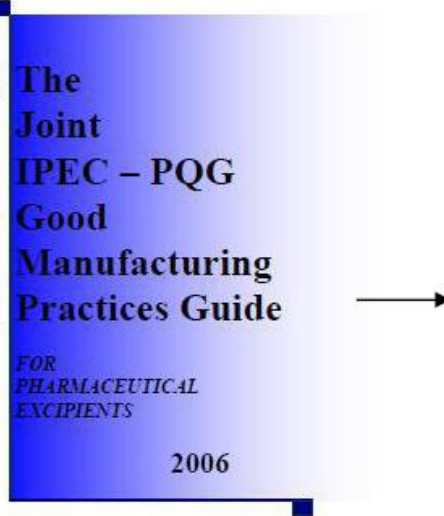 The
Joint
IPEC – PQG
Good
Manufacturing
Practices Guide
FOR
PHARMACEUTICAL
EXCIPIENTS
2006